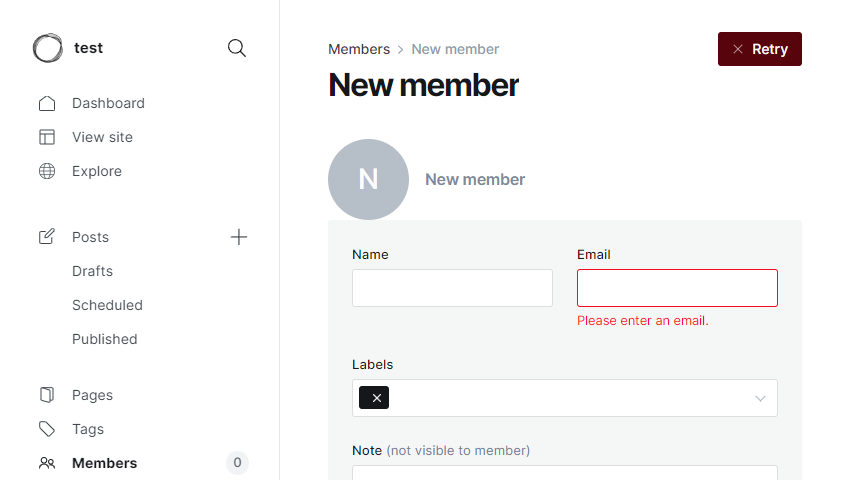 test
Dashboard
View site
Explore
Posts
Drafts
Scheduled
Published
Pages
Tags
Members 0
Members > New member
Retry
New member
N New member
Name Email
Please enter an email.
Labels
Note (not visible to member)